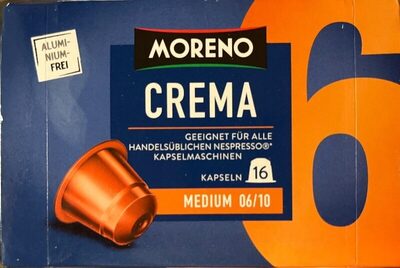 ALUMI-
NIUM-
FREI
MORENO
CREMA
GEEIGNET FÜR ALLE
HANDELSÜBLICHEN NESPRESSO®*
KAPSELMASCHINEN
KAPSELN 16
MEDIUM 06/10
6